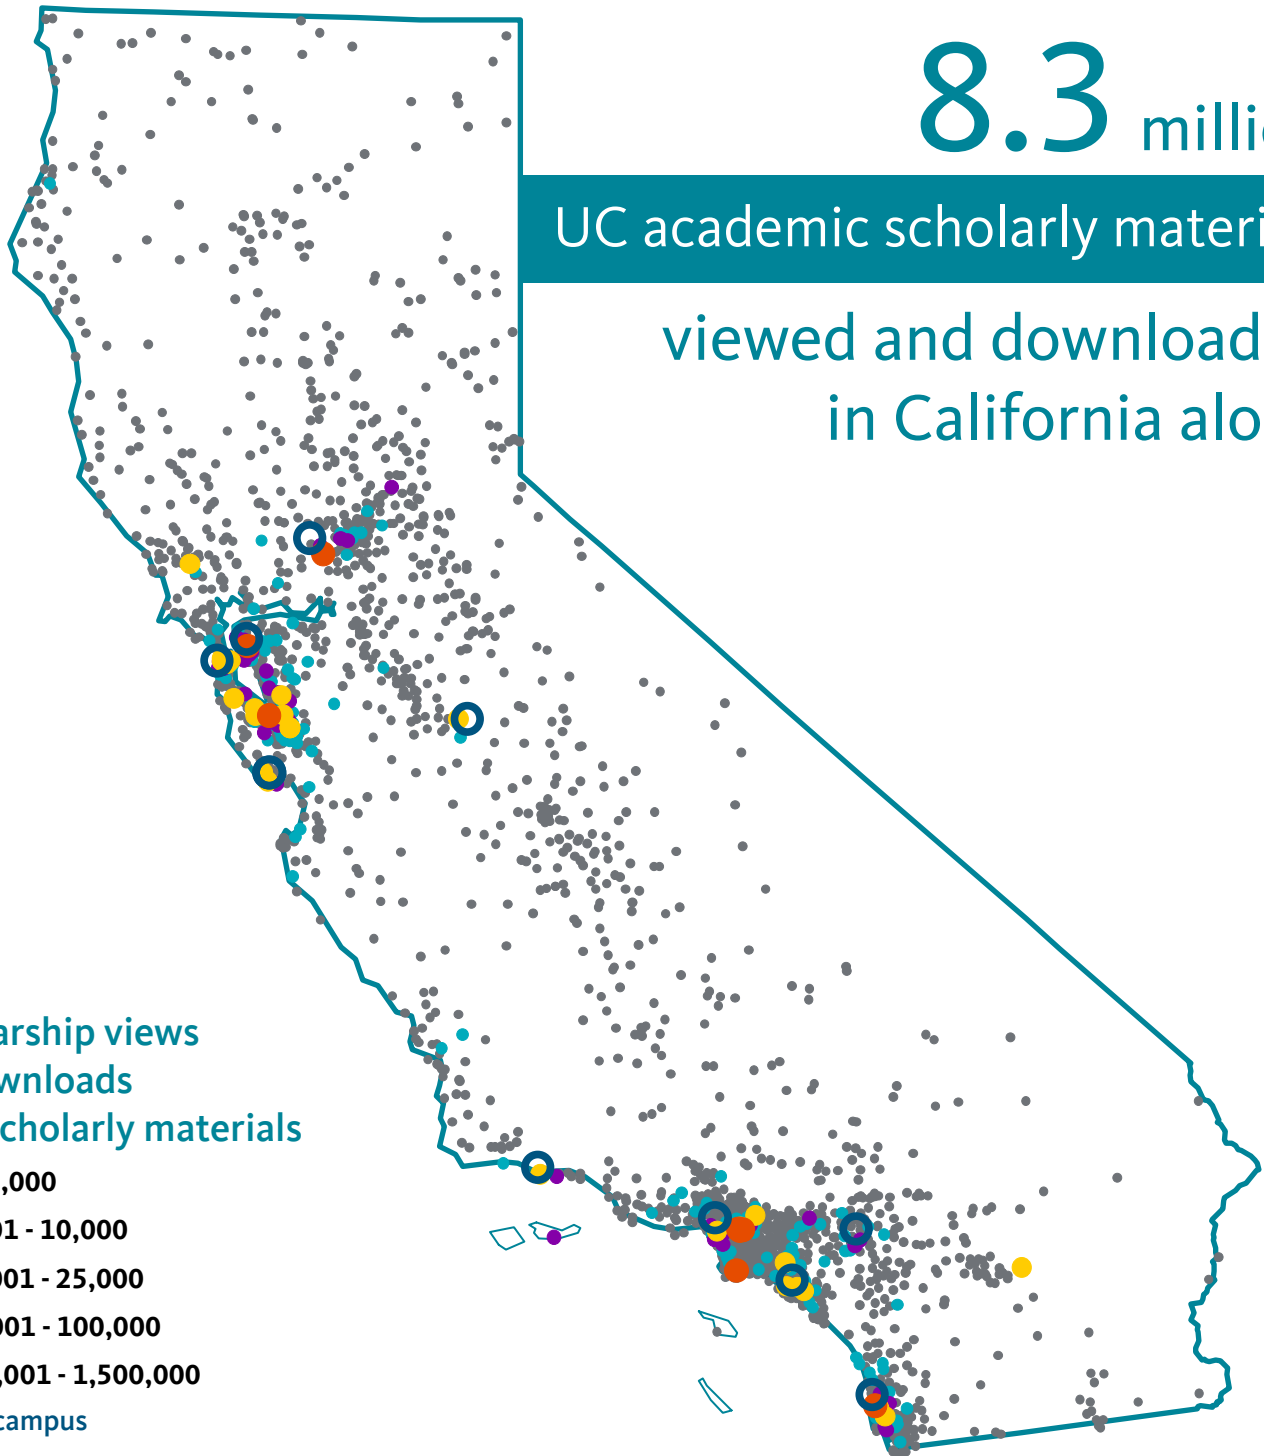 8.3 millio
UC academic scholarly materi
viewed and download
in California alo
arship views
wnloads
scholarly materials
,000
01 - 10,000
001 - 25,000
001 - 100,000
,001 - 1,500,000
campus